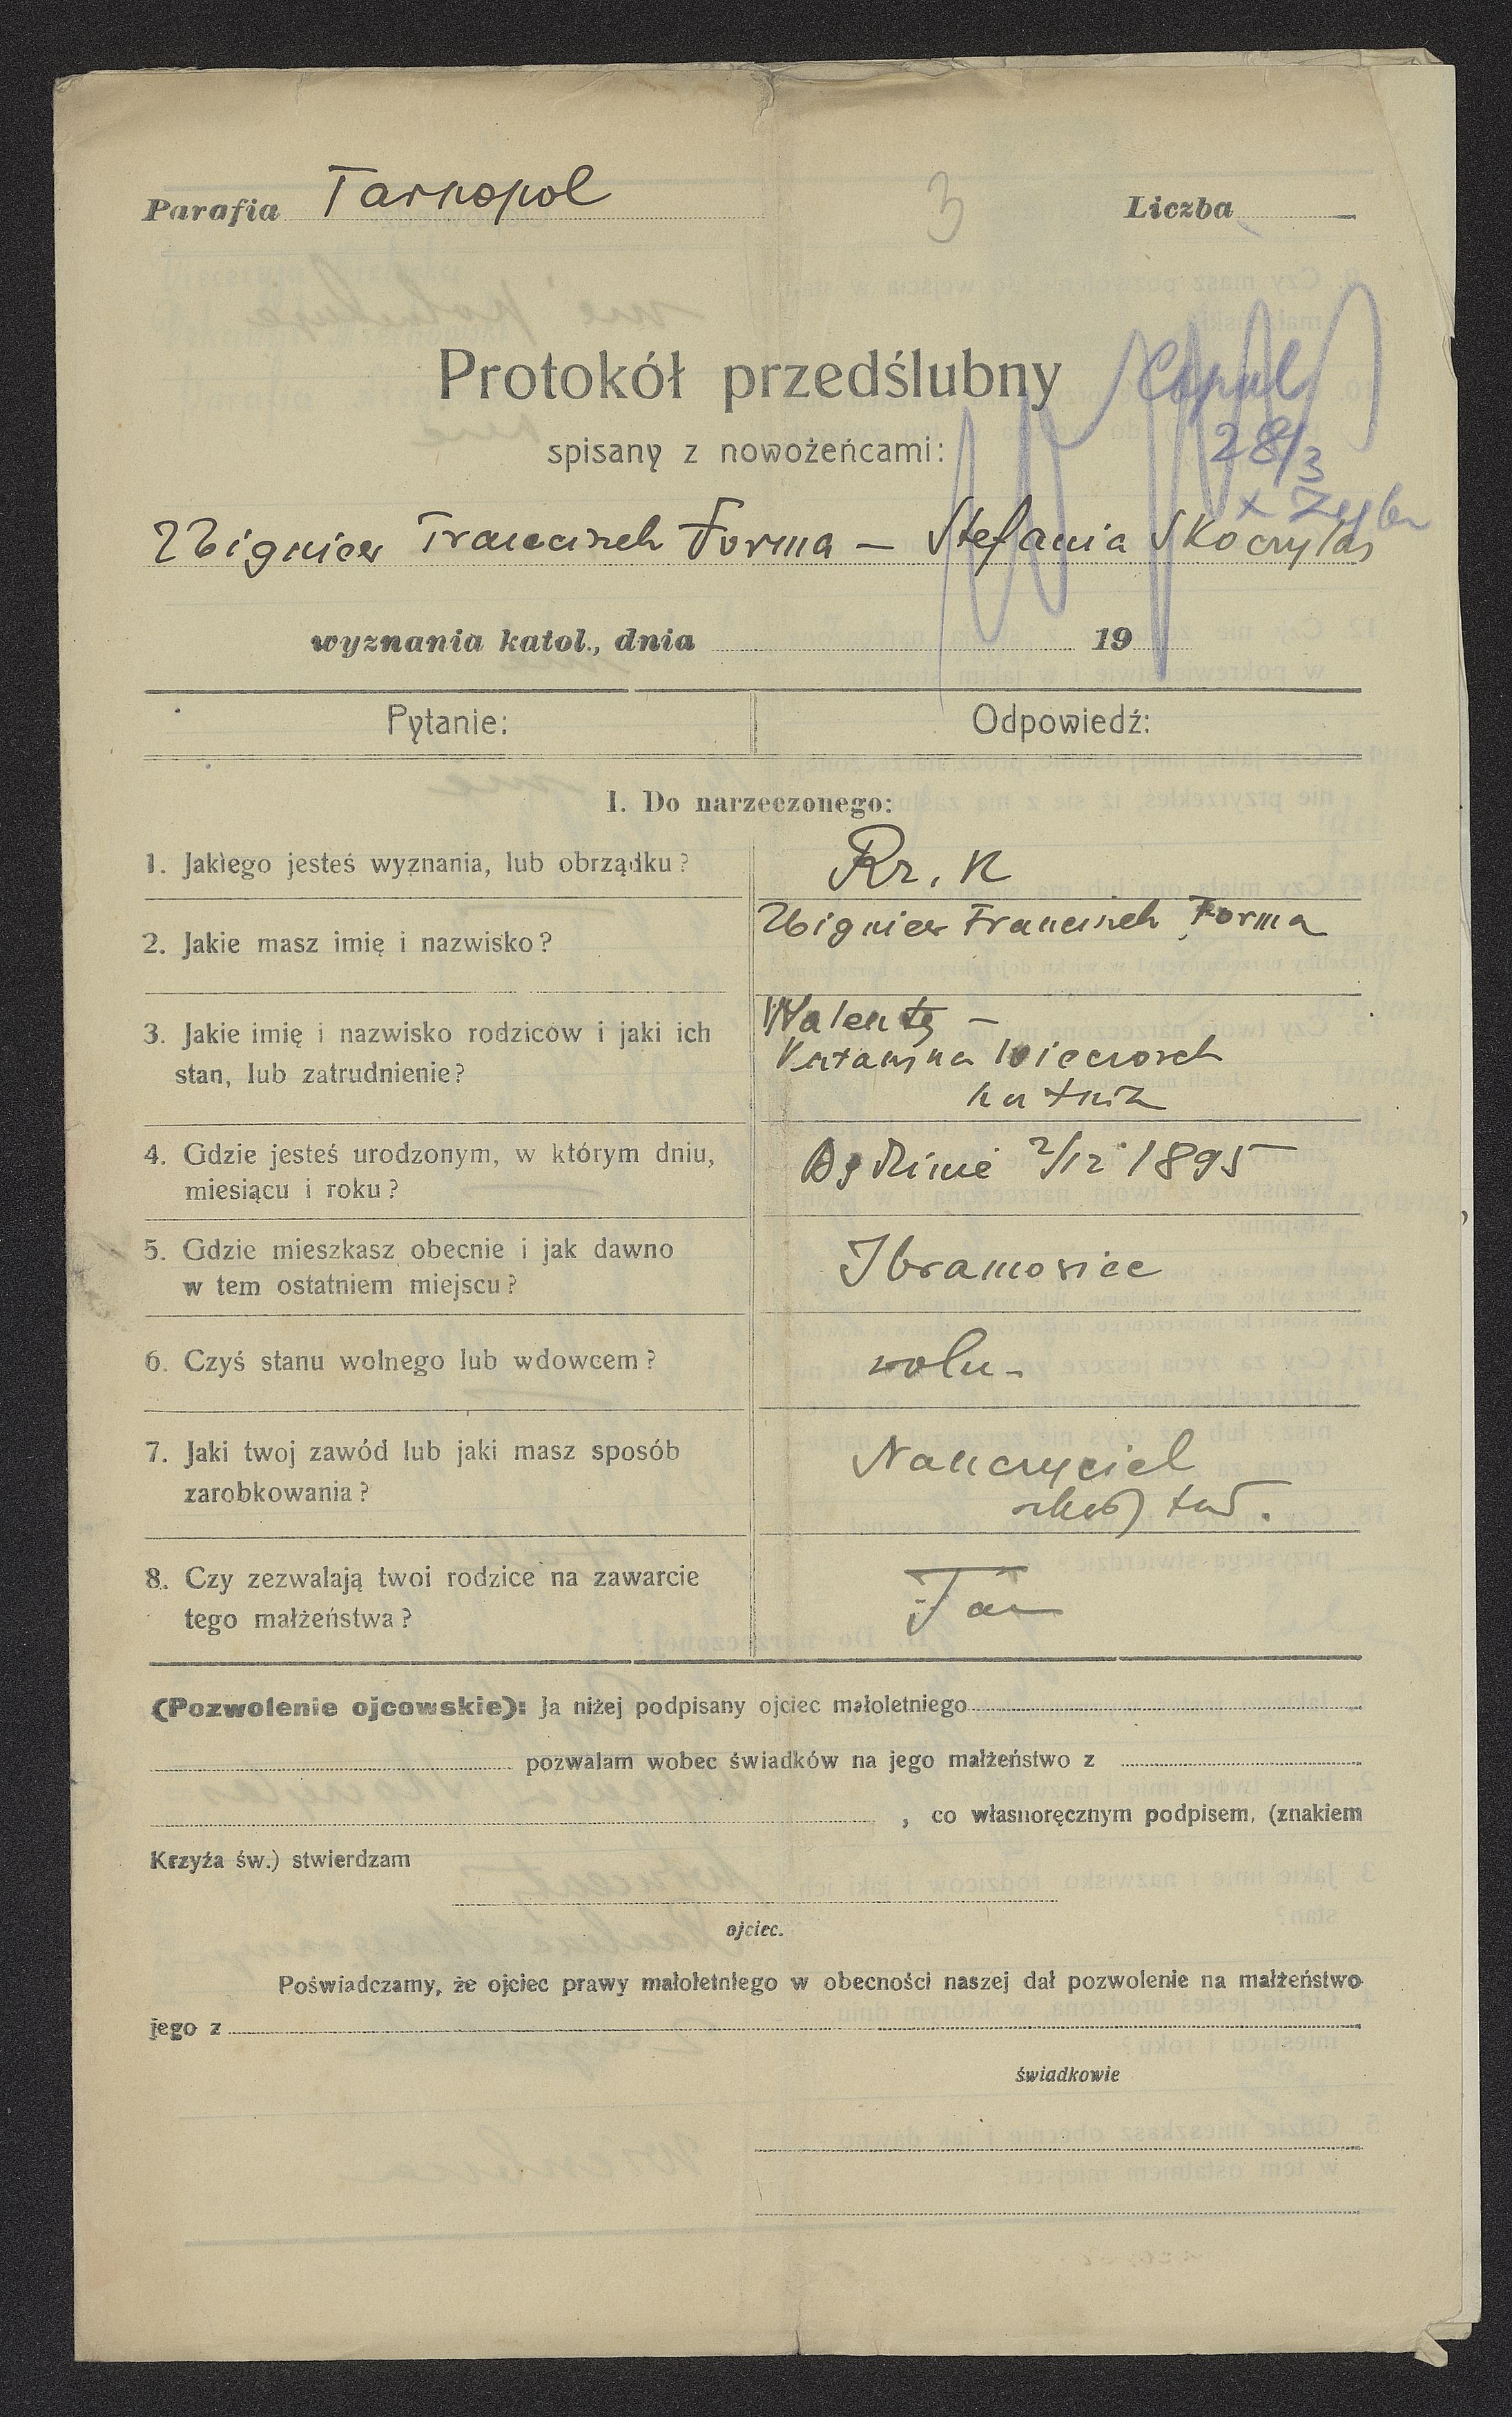 Parafia Tarnopol 3 Liczba
Protokół przedślubny
Copul
spisany z nowożeńcami:
28/3
x Zygler
Zbigniew Franciszek Forma — Stefania Skoczylas
wyznania katol., dnia 19
Pytanie: Odpowiedź:
I. Do narzeczonego:
1. Jakiego jesteś wyznania, lub obrządku? Rz. K
2. Jakie masz imię i nazwisko? Zbigniew Franciszek Forma
3. Jakie imię i nazwisko rodziców i jaki ich Walenty —
stan, lub zatrudnienie? Katarzyna Wieczorek
hutnik
4. Gdzie jesteś urodzonym, w którym dniu, Będzinie 2/12 1895
miesiącu i roku?
5. Gdzie mieszkasz obecnie i jak dawno Ibramowice
w tem ostatniem miejscu?
6. Czyś stanu wolnego lub wdowcem? woln-
7. Jaki twoj zawód lub jaki masz sposób Nauczyciel
zarobkowania?
8. Czy zezwalają twoi rodzice na zawarcie
tego małżeństwa?
(Pozwolenie ojcowskie): Ja niżej podpisany ojciec małoletniego
pozwalam wobec świadków na jego małżeństwo z
, co własnoręcznym podpisem, (znakiem
Krzyża św.) stwierdzam
ojciec.
Poświadczamy, że ojciec prawy małoletniego w obecności naszej dał pozwolenie na małżeństwo
jego z
świadkowie